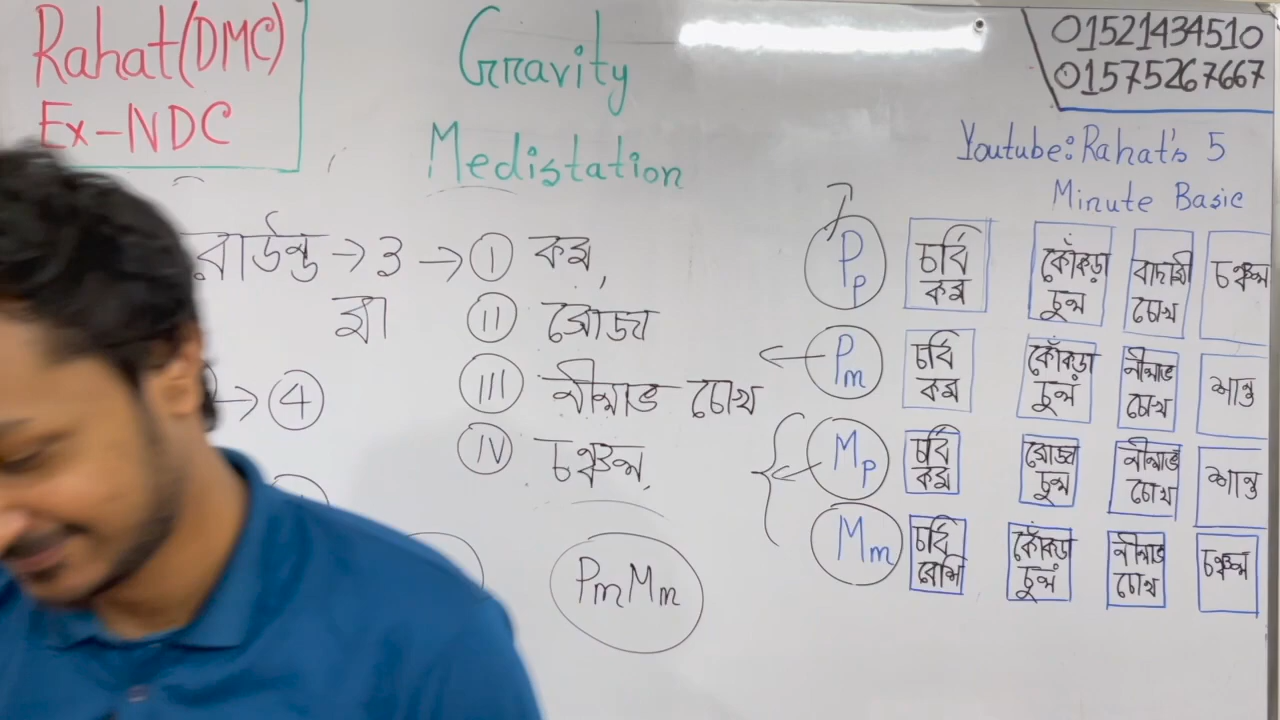 Rahat(DMC)
Ex-NDC
Gravity
Medistation
01521434510
01575267667
Youtube: Rahat's 5
Minute Basic
রাউন্ড → ৩ → I কম,
মা
II সোজা
→ 4
III নীলাভ চোখ
IV চঞ্চল,
PmMm
Pp চর্বি কম কোঁকড়া চুল বাদামী চোখ চঞ্চল
Pm চর্বি কম কোঁকড়া চুল নীলাভ চোখ শান্ত
Mp চর্বি কম সোজা চুল নীলাভ চোখ শান্ত
Mm চর্বি বেশি কোঁকড়া চুল নীলাভ চোখ চঞ্চল